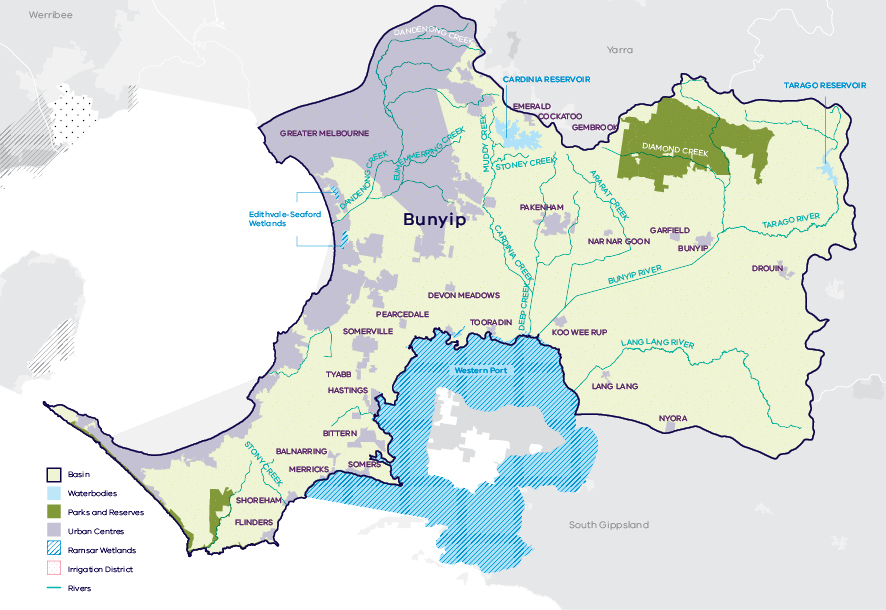 Werribee
DANDENONG CREEK
Yarra
CARDINIA RESERVOIR
TARAGO RESERVOIR
EMERALD
COCKATOO
GEMBROOK
GREATER MELBOURNE
MUDDY CREEK
EUMEMMERRING CREEK
DIAMOND CREEK
STONEY CREEK
DANDENONG CREEK
ARARAT CREEK
Edithvale-Seaford
Wetlands
Bunyip
PAKENHAM
TARAGO RIVER
GARFIELD
NAR NAR GOON
BUNYIP
CARDINIA CREEK
DROUIN
BUNYIP RIVER
DEVON MEADOWS
DEEP CREEK
PEARCEDALE
TOORADIN
SOMERVILLE
KOO WEE RUP
LANG LANG RIVER
Western Port
TYABB
HASTINGS
LANG LANG
NYORA
BITTERN
BALNARRING
STONY CREEK
MERRICKS
SOMERS
SHOREHAM
FLINDERS
South Gippsland
Basin
Waterbodies
Parks and Reserves
Urban Centres
Ramsar Wetlands
Irrigation District
Rivers